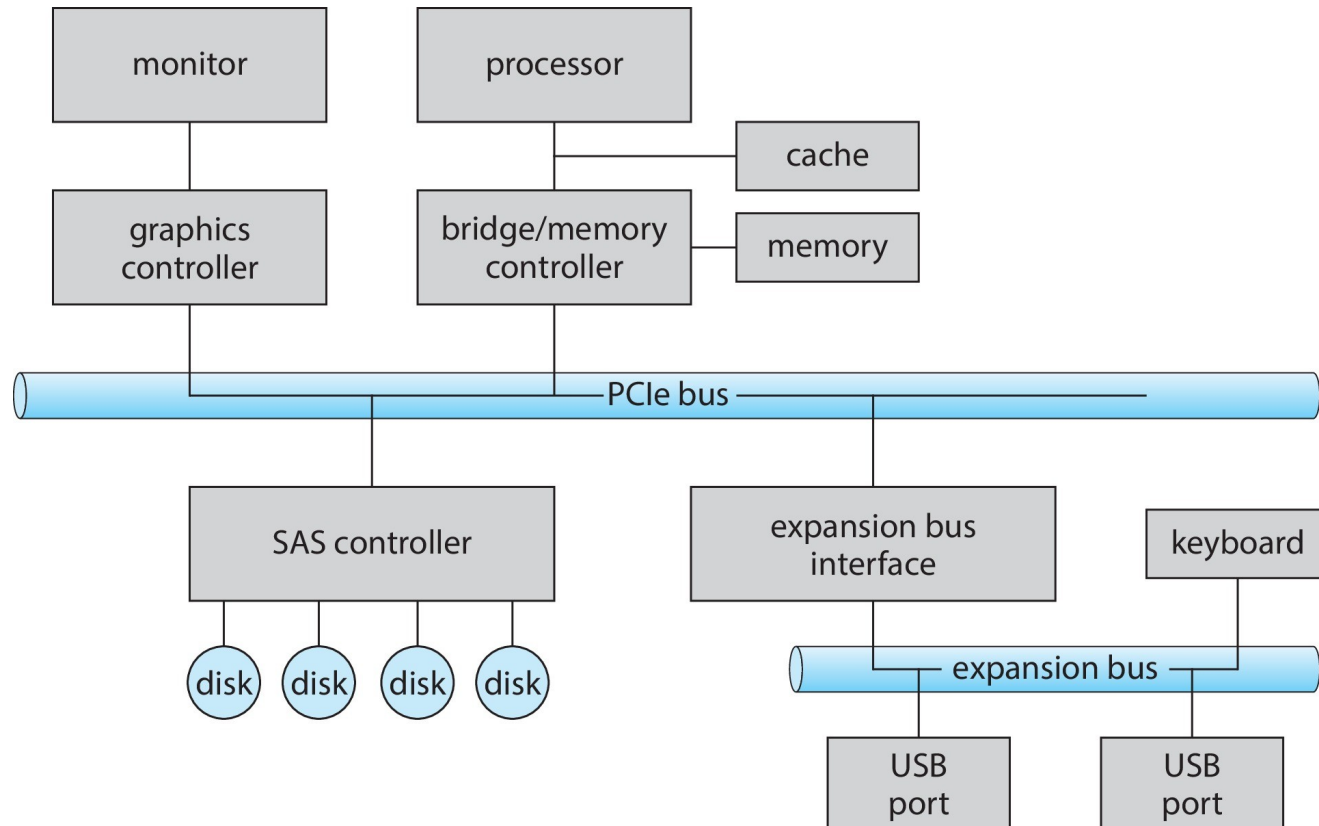 monitor
processor
cache
graphics
controller
bridge/memory
controller
memory
PCIe bus
SAS controller
expansion bus
interface
keyboard
disk
disk
disk
disk
expansion bus
USB
port
USB
port